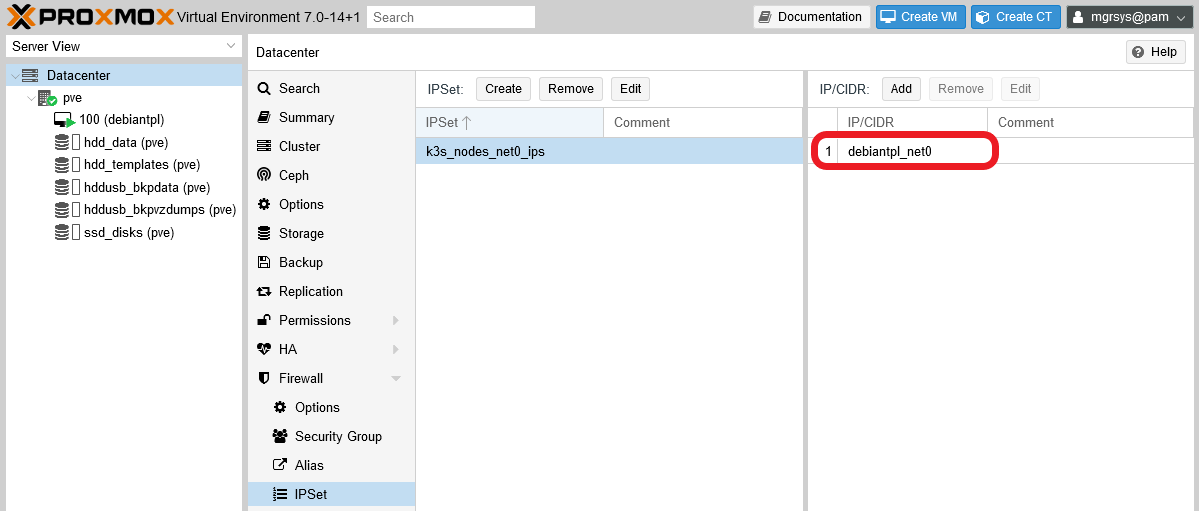 PROXMOX Virtual Environment 7.0-14+1 Search Documentation Create VM Create CT mgrsys@pam
Server View
Datacenter
pve
100 (debiantpl)
hdd_data (pve)
hdd_templates (pve)
hddusb_bkpdata (pve)
hddusb_bkpvzdumps (pve)
ssd_disks (pve)
Datacenter Help
Search
Summary
Cluster
Ceph
Options
Storage
Backup
Replication
Permissions
HA
Firewall
Options
Security Group
Alias
IPSet
IPSet: Create Remove Edit
IPSet Comment
k3s_nodes_net0_ips
IP/CIDR: Add Remove Edit
IP/CIDR Comment
1 debiantpl_net0